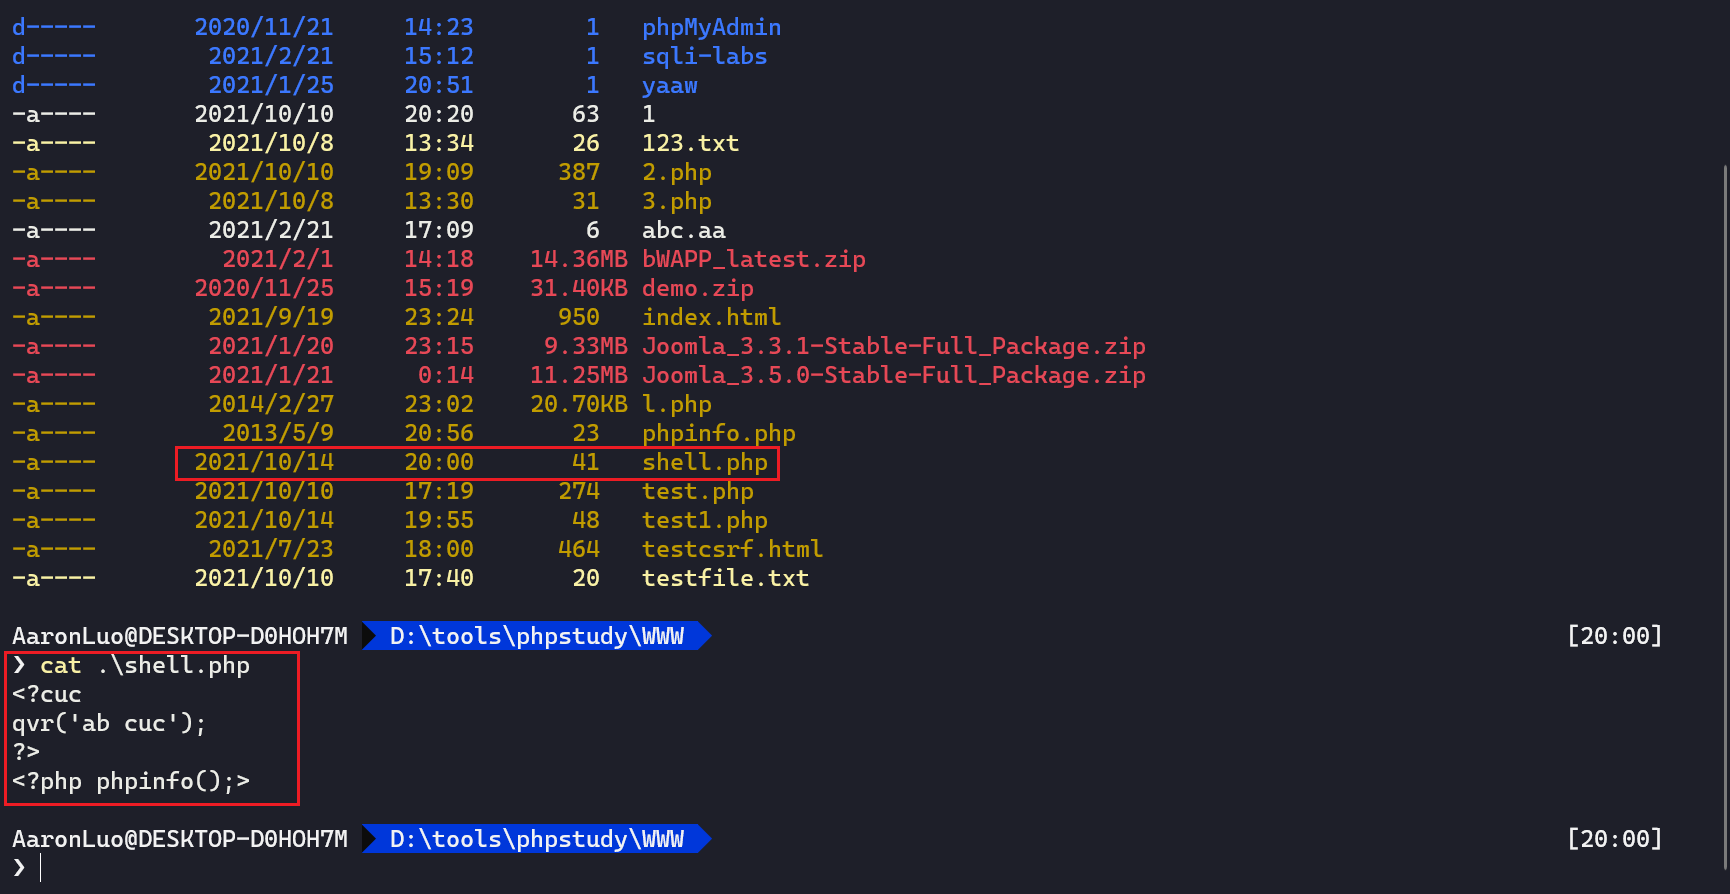 d----- 2020/11/21 14:23 1 phpMyAdmin
d----- 2021/2/21 15:12 1 sqli-labs
d----- 2021/1/25 20:51 1 yaaw
-a---- 2021/10/10 20:20 63 1
-a---- 2021/10/8 13:34 26 123.txt
-a---- 2021/10/10 19:09 387 2.php
-a---- 2021/10/8 13:30 31 3.php
-a---- 2021/2/21 17:09 6 abc.aa
-a---- 2021/2/1 14:18 14.36MB bWAPP_latest.zip
-a---- 2020/11/25 15:19 31.40KB demo.zip
-a---- 2021/9/19 23:24 950 index.html
-a---- 2021/1/20 23:15 9.33MB Joomla_3.3.1-Stable-Full_Package.zip
-a---- 2021/1/21 0:14 11.25MB Joomla_3.5.0-Stable-Full_Package.zip
-a---- 2014/2/27 23:02 20.70KB l.php
-a---- 2013/5/9 20:56 23 phpinfo.php
-a---- 2021/10/14 20:00 41 shell.php
-a---- 2021/10/10 17:19 274 test.php
-a---- 2021/10/14 19:55 48 test1.php
-a---- 2021/7/23 18:00 464 testcsrf.html
-a---- 2021/10/10 17:40 20 testfile.txt
AaronLuo@DESKTOP-D0HOH7M D:\tools\phpstudy\WWW [20:00]
❯ cat .\shell.php
<?cuc
qvr('ab cuc');
?>
<?php phpinfo();>
AaronLuo@DESKTOP-D0HOH7M D:\tools\phpstudy\WWW [20:00]
❯